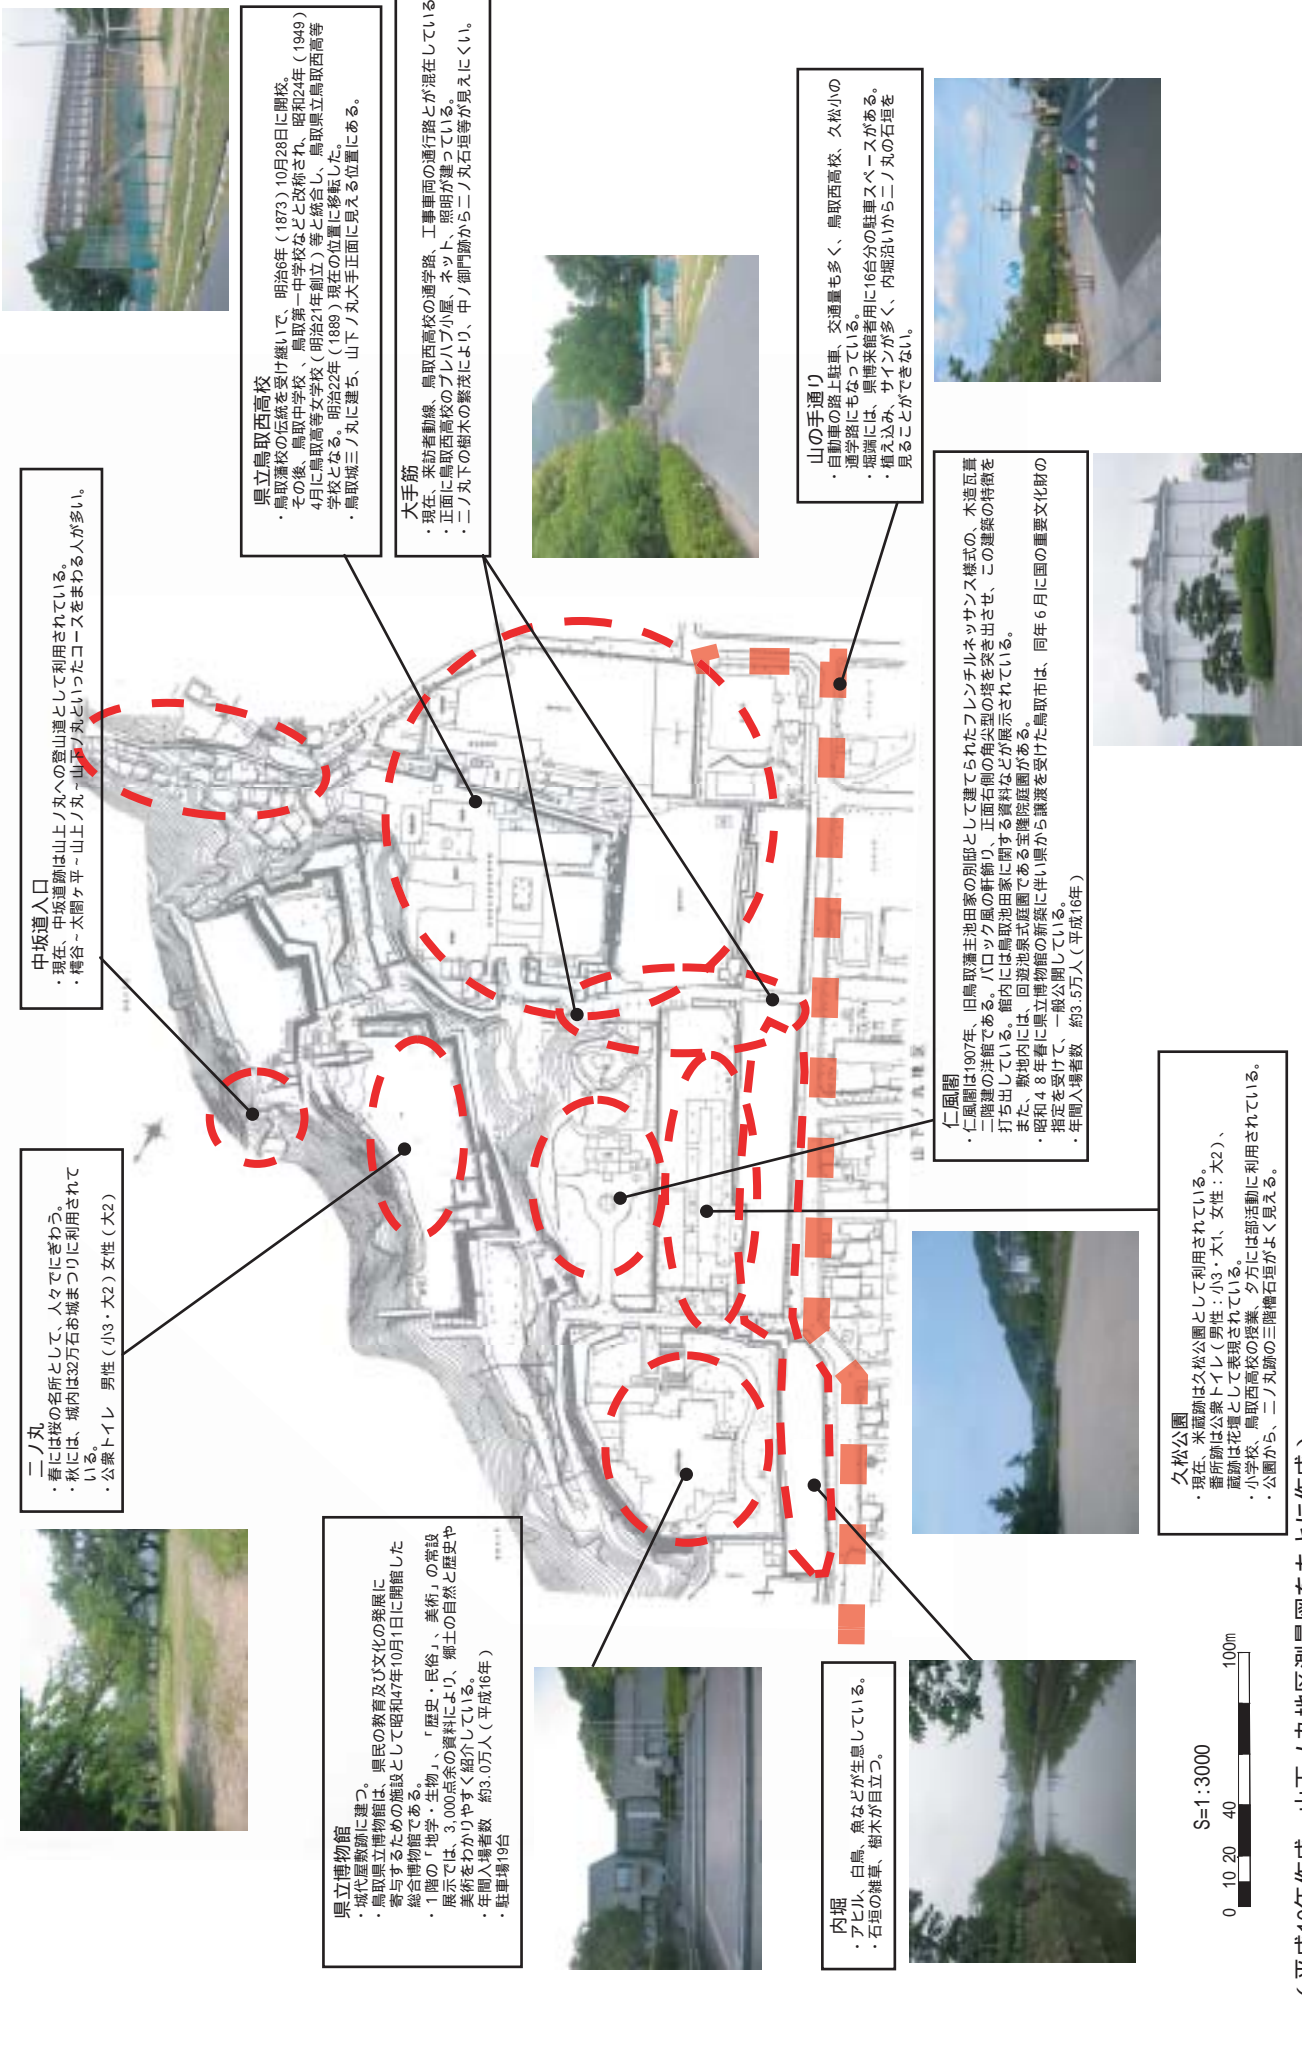 二ノ丸
・春には桜の名所として、人々でにぎわう。
・秋には、城内は32万石お城まつりに利用されて
いる。
・公衆トイレ　男性（小3・大2）女性（大2）
中坂道入口
・現在、中坂道跡は山上ノ丸への登山道として利用されている。
・樗谷～太閤ヶ平～山上ノ丸～山下ノ丸といったコースをまわる人が多い。
県立鳥取西高校
・鳥取藩校の伝統を受け継いで、明治6年（1873）10月28日に開校。
その後、鳥取中学校、鳥取第一中学校などと改称され、昭和24年（1949）
4月に鳥取高等女学校（明治21年創立）等と統合し、鳥取県立鳥取西高等
学校となる。明治22年（1889）現在の位置に移転した。
・鳥取城三ノ丸に建ち、山下ノ丸大手正面に見える位置にある。
大手筋
・現在、来訪者動線、鳥取西高校の通学路、工事車両の通行路とが混在している
・正面に鳥取西高校のプレハブ小屋、ネット、照明が建っている。
・二ノ丸下の樹木の繁茂により、中ノ御門跡から二ノ丸石垣等が見えにくい。
山の手通り
・自動車の路上駐車、交通量も多く、鳥取西高校、久松小の
通学路にもなっている。
・堀端には、県博来館者用に16台分の駐車スペースがある。
・植え込み、サインが多く、内堀沿いから二ノ丸の石垣を
見ることができない。
仁風閣
・仁風閣は1907年、旧鳥取藩主池田家の別邸として建てられたフレンチルネッサンス様式の、木造瓦葺
二階建の洋館である。バロック風の軒飾り、正面右側の角尖型の塔を突き出させ、この建築の特徴を
打ち出している。館内には鳥取池田家に関する資料などが展示されている。
また、敷地内には、回遊池泉式庭園である宝隆院庭園がある。
・昭和４８年春に県立博物館の新築に伴い県から譲渡を受けた鳥取市は、同年６月に国の重要文化財の
指定を受けて、一般公開している。
・年間入場者数　約3.5万人（平成16年）
久松公園
・現在、米蔵跡は久松公園として利用されている。
番所跡は公衆トイレ（男性：小3・大1、女性：大2）、
蔵跡は花壇として表現されている。
・小学校、鳥取西高校の授業、夕方には部活動に利用されている。
・公園から、二ノ丸跡の三階櫓石垣がよく見える。
県立博物館
・城代屋敷跡に建つ。
・鳥取県立博物館は、県民の教育及び文化の発展に
寄与するための施設として昭和47年10月1日に開館した
総合博物館である。
・１階の「地学・生物」、「歴史・民俗」、美術」の常設
展示では、3,000点余の資料により、郷土の自然と歴史や
美術をわかりやすく紹介している。
・年間入場者数　約3.0万人（平成16年）
・駐車場19台
内堀
・アヒル、白鳥、魚などが生息している。
・石垣の雑草、樹木が目立つ。
S=1:3000
0 10 20 40 100m